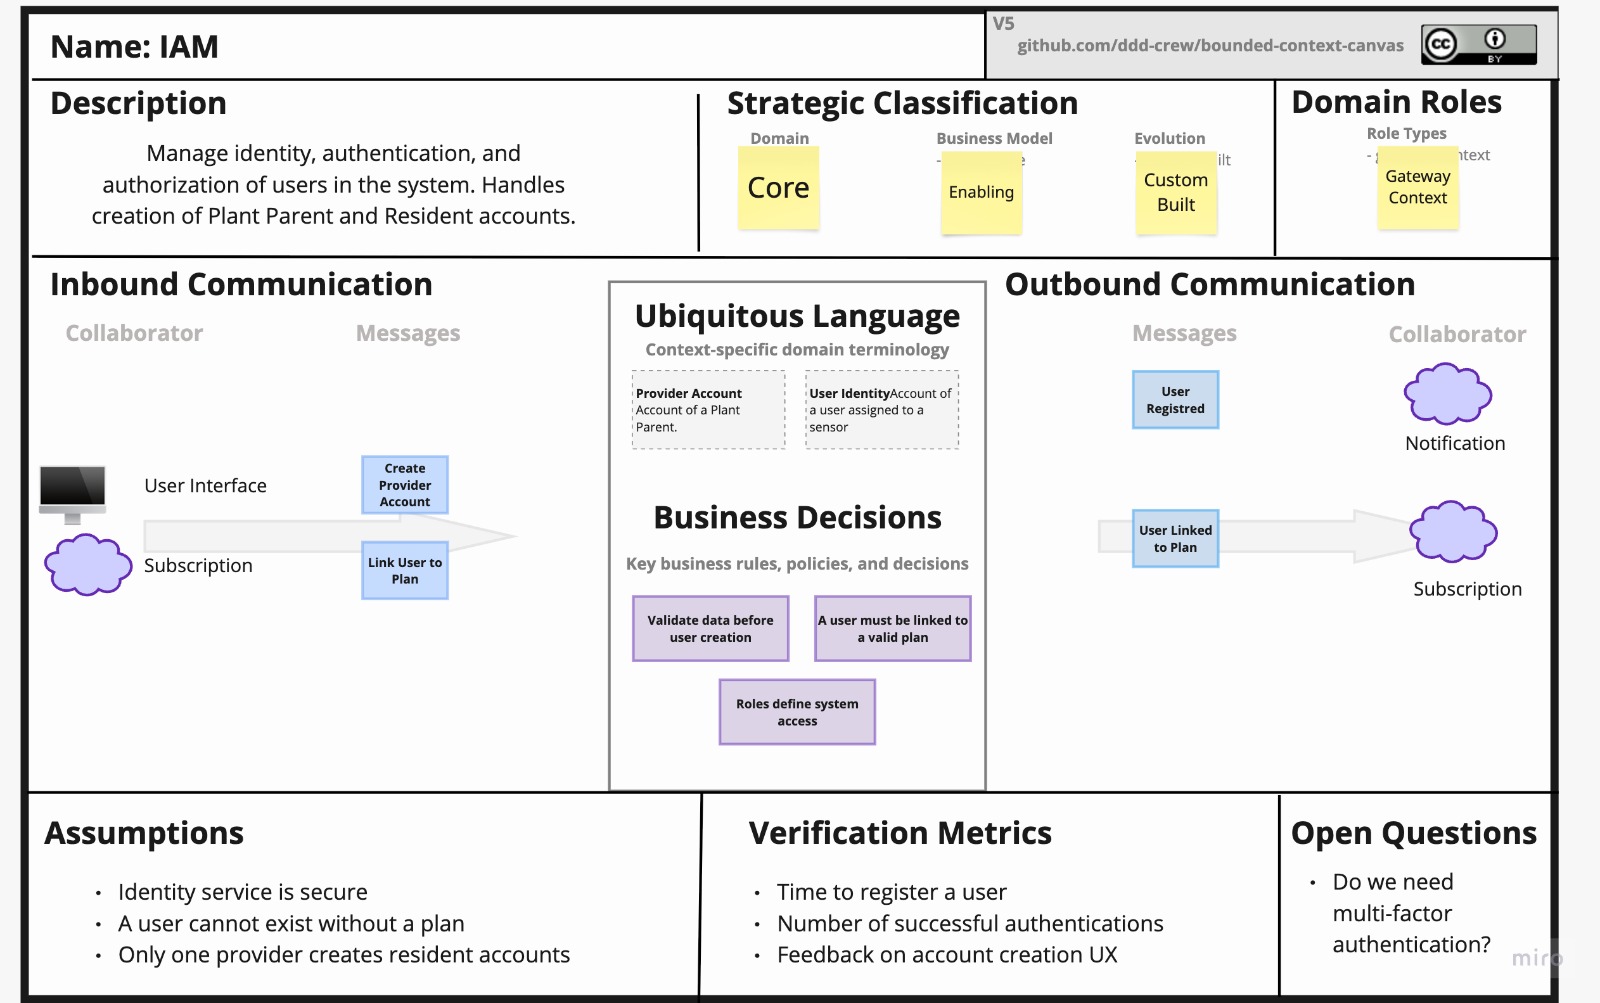 Name: IAM
V5
github.com/ddd-crew/bounded-context-canvas
cc
BY
Description
Manage identity, authentication, and
authorization of users in the system. Handles
creation of Plant Parent and Resident accounts.
Strategic Classification
Domain
Core
Business Model
Enabling
Evolution
Custom
Built
Domain Roles
Role Types
Gateway
Context
Inbound Communication
Collaborator
Messages
User Interface
Subscription
Create
Provider
Account
Link User to
Plan
Ubiquitous Language
Context-specific domain terminology
Provider Account
Account of a Plant
Parent.
User IdentityAccount of
a user assigned to a
sensor
Business Decisions
Key business rules, policies, and decisions
Validate data before
user creation
A user must be linked to
a valid plan
Roles define system
access
Outbound Communication
Messages
Collaborator
User
Registred
Notification
User Linked
to Plan
Subscription
Assumptions
• Identity service is secure
• A user cannot exist without a plan
• Only one provider creates resident accounts
Verification Metrics
• Time to register a user
• Number of successful authentications
• Feedback on account creation UX
Open Questions
• Do we need
multi-factor
authentication?
miro